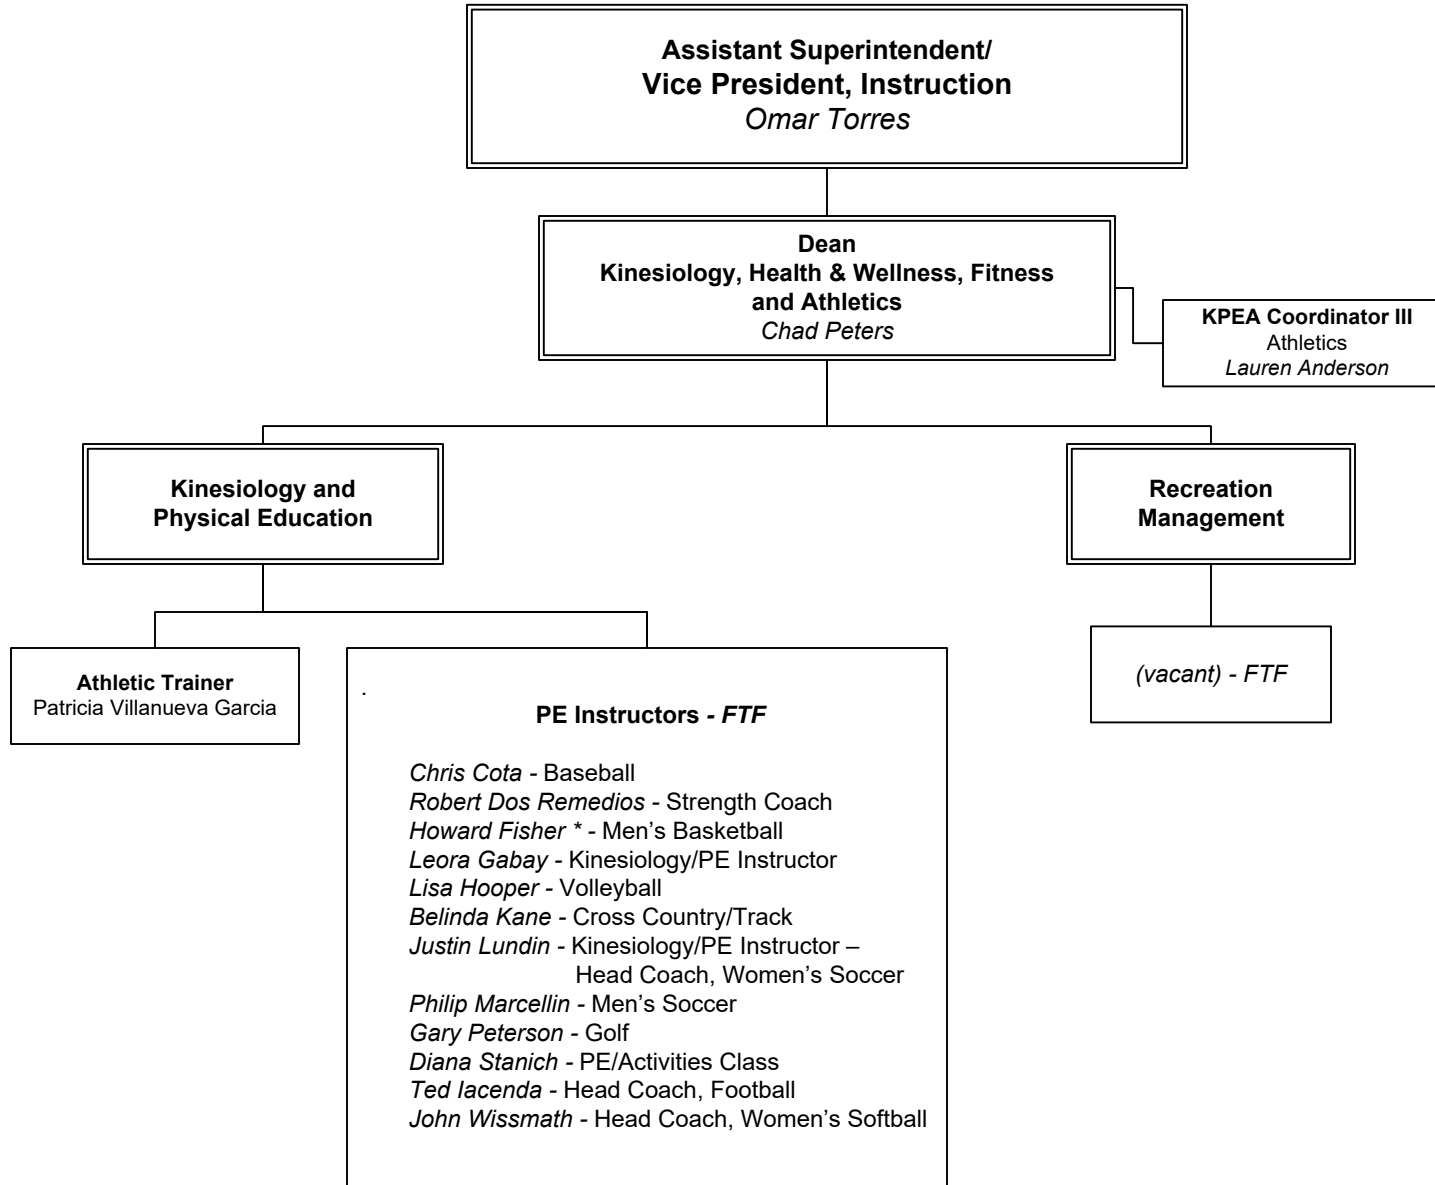 Assistant Superintendent/
Vice President, Instruction
Omar Torres
Dean
Kinesiology, Health & Wellness, Fitness
and Athletics
Chad Peters
KPEA Coordinator III
Athletics
Lauren Anderson
Kinesiology and
Physical Education
Recreation
Management
Athletic Trainer
Patricia Villanueva Garcia
.
PE Instructors - FTF
Chris Cota - Baseball
Robert Dos Remedios - Strength Coach
Howard Fisher * - Men’s Basketball
Leora Gabay - Kinesiology/PE Instructor
Lisa Hooper - Volleyball
Belinda Kane - Cross Country/Track
Justin Lundin - Kinesiology/PE Instructor –
Head Coach, Women’s Soccer
Philip Marcellin - Men’s Soccer
Gary Peterson - Golf
Diana Stanich - PE/Activities Class
Ted Iacenda - Head Coach, Football
John Wissmath - Head Coach, Women’s Softball
(vacant) - FTF